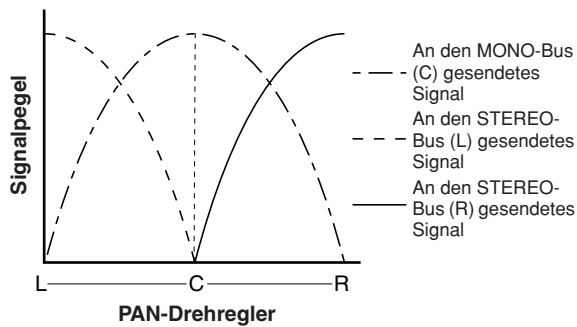 Signalpegel
An den MONO-Bus
(C) gesendetes
Signal
An den STEREO-
Bus (L) gesendetes
Signal
An den STEREO-
Bus (R) gesendetes
Signal
L C R
PAN-Drehregler